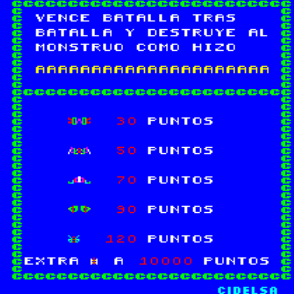 VENCE BATALLA TRAS
BATALLA Y DESTRUYE AL
MONSTRUO COMO HIZO
AAAAAAAAAAAAAAAAAAAAA
30 PUNTOS
50 PUNTOS
70 PUNTOS
90 PUNTOS
120 PUNTOS
EXTRA A 10000 PUNTOS
CIDELSA